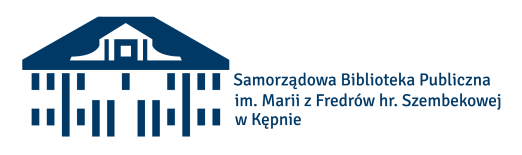 Samorządowa Biblioteka Publiczna
im. Marii z Fredrów hr. Szembekowej
w Kępnie